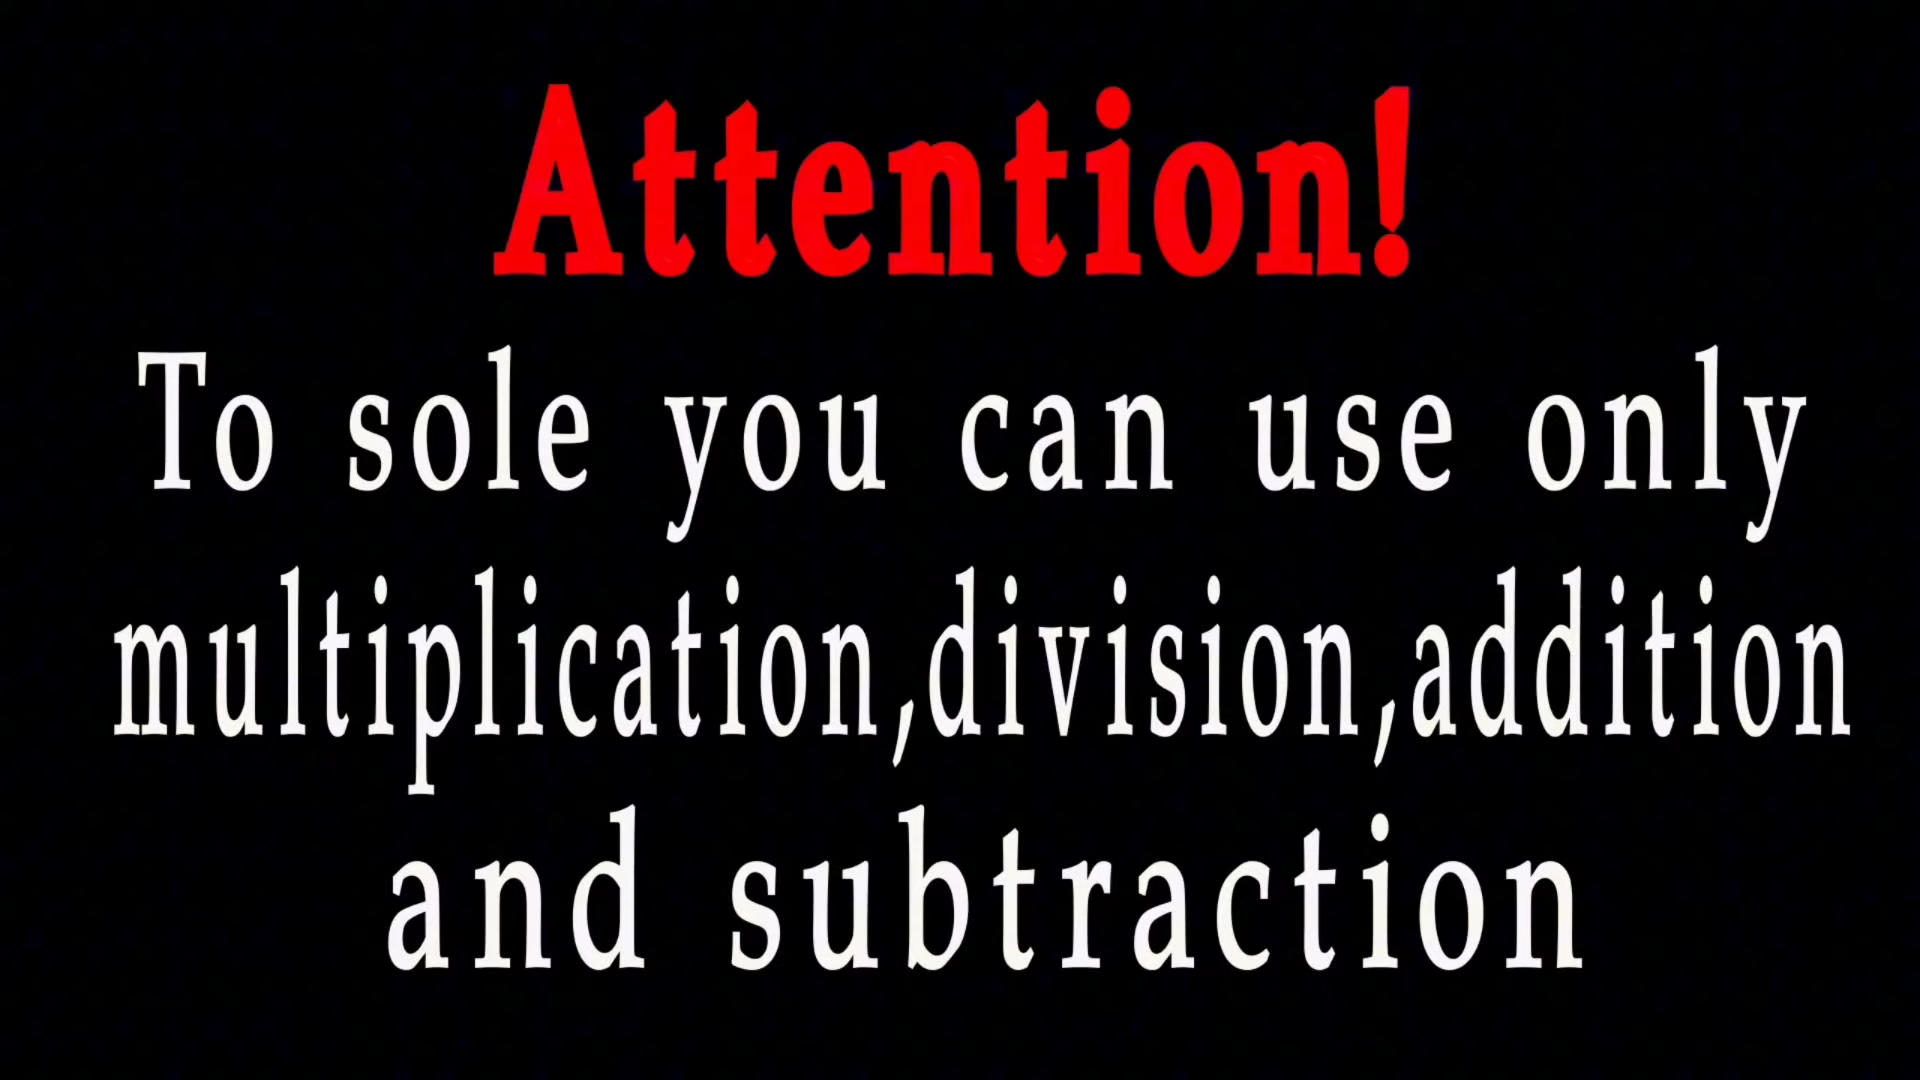 Attention!
To sole you can use only
multiplication,division,addition
and subtraction